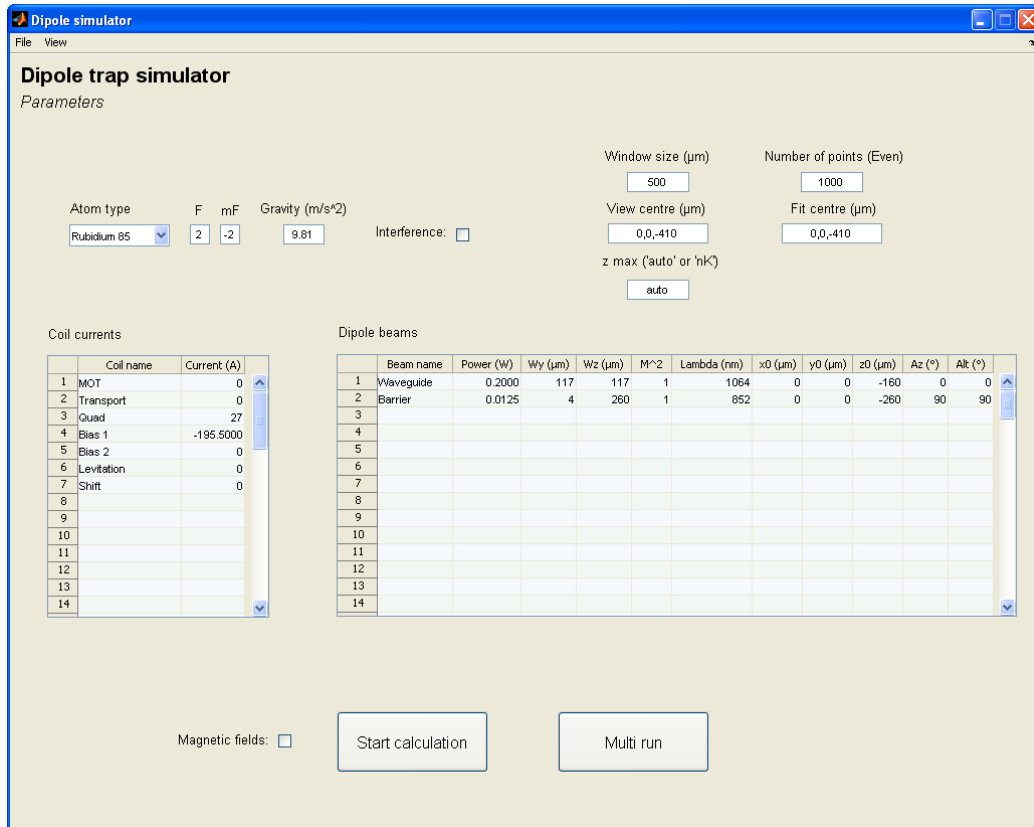 Dipole simulator
File View
Dipole trap simulator
Parameters
Window size (µm) Number of points (Even)
500 1000
Atom type F mF Gravity (m/s^2) View centre (µm) Fit centre (µm)
Rubidium 85 2 -2 9.81 Interference: 0,0,-410 0,0,-410
z max ('auto' or 'nK')
auto
Coil currents Dipole beams
Coil name Current (A) Beam name Power (W) Wy (µm) Wz (µm) M^2 Lambda (nm) x0 (µm) y0 (µm) z0 (µm) Az (°) Alt (°)
1 MOT 0 1 Waveguide 0.2000 117 117 1 1064 0 0 -160 0 0
2 Transport 0 2 Barrier 0.0125 4 260 1 852 0 0 -260 90 90
3 Quad 27 3
4 Bias 1 -195.5000 4
5 Bias 2 0 5
6 Levitation 0 6
7 Shift 0 7
8 8
9 9
10 10
11 11
12 12
13 13
14 14
Magnetic fields: Start calculation Multi run